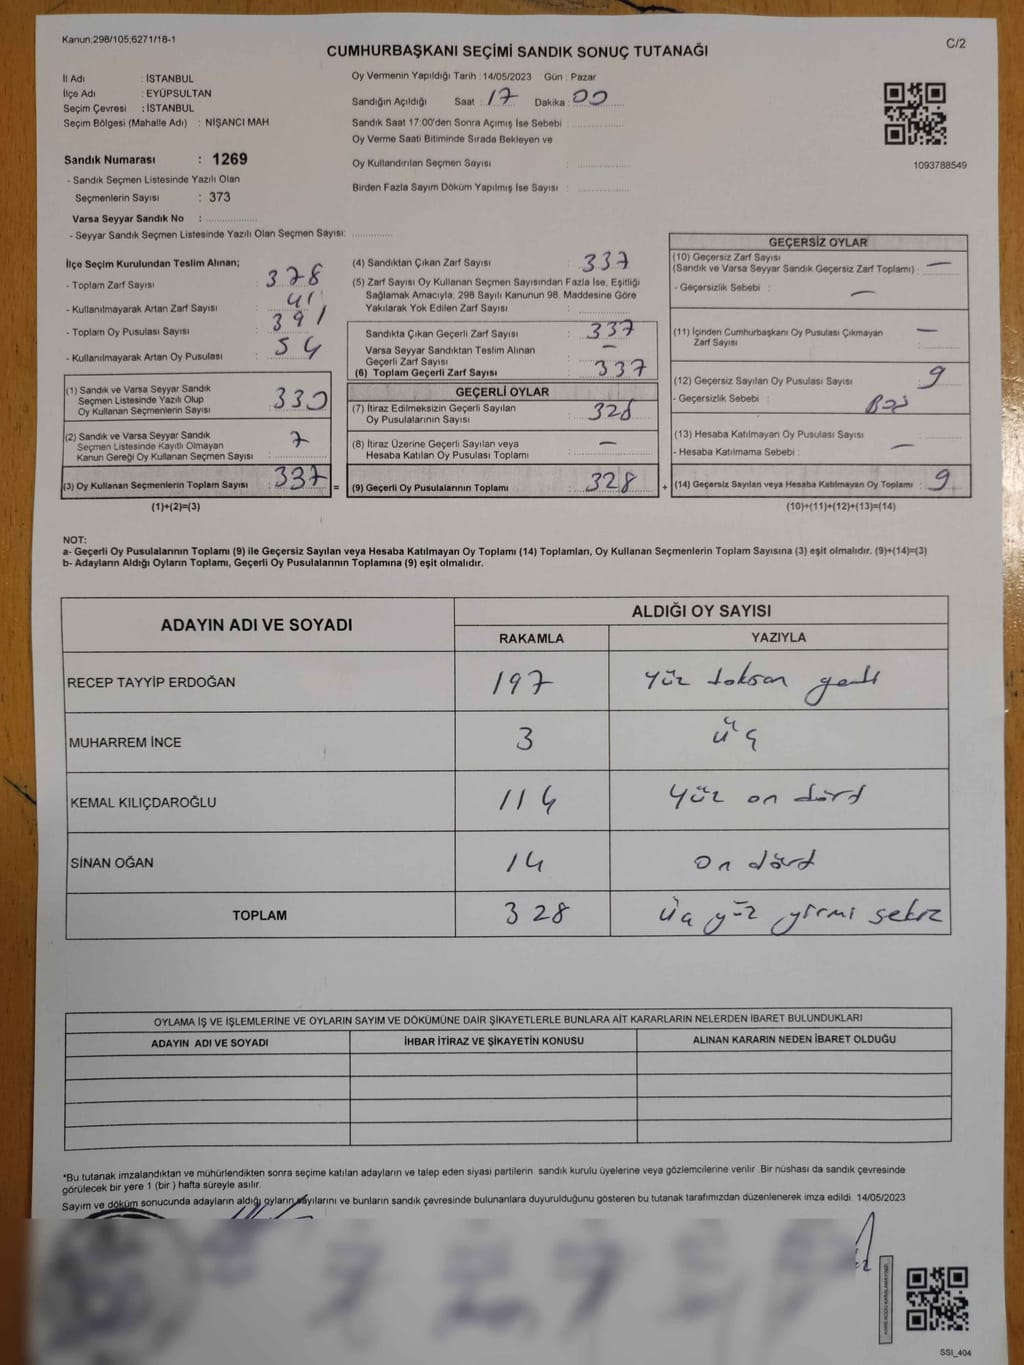 Kanun;298/105;6271/18-1
C/2
CUMHURBAŞKANI SEÇİMİ SANDIK SONUÇ TUTANAĞI
İl Adı : İSTANBUL
İlçe Adı : EYÜPSULTAN
Seçim Çevresi : İSTANBUL
Seçim Bölgesi (Mahalle Adı) : NİŞANCI MAH.
Sandık Numarası : 1269
- Sandık Seçmen Listesinde Yazılı Olan
Seçmenlerin Sayısı : 373
Varsa Seyyar Sandık No :
- Seyyar Sandık Seçmen Listesinde Yazılı Olan Seçmen Sayısı:
Oy Vermenin Yapıldığı Tarih : 14/05/2023 Gün : Pazar
Sandığın Açıldığı Saat : 17 Dakika : 00
Sandık Saat 17:00'den Sonra Açımış İse Sebebi :
Oy Verme Saati Bitiminde Sırada Bekleyen ve
Oy Kullandırılan Seçmen Sayısı :
Birden Fazla Sayım Döküm Yapılmış İse Sayısı :
1093788549
İlçe Seçim Kurulundan Teslim Alınan;
- Toplam Zarf Sayısı : 378
- Kullanılmayarak Artan Zarf Sayısı : 41
- Toplam Oy Pusulası Sayısı : 391
- Kullanılmayarak Artan Oy Pusulası : 54
(1) Sandık ve Varsa Seyyar Sandık
Seçmen Listesinde Yazılı Olup
Oy Kullanan Seçmenlerin Sayısı : 330
(2) Sandık ve Varsa Seyyar Sandık
Seçmen Listesinde Kayıtlı Olmayan
Kanun Gereği Oy Kullanan Seçmen Sayısı : 7
(3) Oy Kullanan Seçmenlerin Toplam Sayısı : 337 =
(1)+(2)=(3)
(4) Sandıktan Çıkan Zarf Sayısı : 337
(5) Zarf Sayısı Oy Kullanan Seçmen Sayısından Fazla İse, Eşitliği
Sağlamak Amacıyla; 298 Sayılı Kanunun 98. Maddesine Göre
Yakılarak Yok Edilen Zarf Sayısı :
Sandıkta Çıkan Geçerli Zarf Sayısı : 337
Varsa Seyyar Sandıktan Teslim Alınan
Geçerli Zarf Sayısı : —
(6) Toplam Geçerli Zarf Sayısı : 337
GEÇERLİ OYLAR
(7) İtiraz Edilmeksizin Geçerli Sayılan
Oy Pusulalarının Sayısı : 328
(8) İtiraz Üzerine Geçerli Sayılan veya
Hesaba Katılan Oy Pusulası Toplamı : —
(9) Geçerli Oy Pusulalarının Toplamı : 328 +
GEÇERSİZ OYLAR
(10) Geçersiz Zarf Sayısı
(Sandık ve Varsa Seyyar Sandık Geçersiz Zarf Toplamı) : —
- Geçersizlik Sebebi : —
(11) İçinden Cumhurbaşkanı Oy Pusulası Çıkmayan
Zarf Sayısı : —
(12) Geçersiz Sayılan Oy Pusulası Sayısı : 9
- Geçersizlik Sebebi : Boş
(13) Hesaba Katılmayan Oy Pusulası Sayısı :
- Hesaba Katılmama Sebebi : —
(14) Geçersiz Sayılan veya Hesaba Katılmayan Oy Toplamı : 9
(10)+(11)+(12)+(13)=(14)
NOT:
a- Geçerli Oy Pusulalarının Toplamı (9) ile Geçersiz Sayılan veya Hesaba Katılmayan Oy Toplamı (14) Toplamları, Oy Kullanan Seçmenlerin Toplam Sayısına (3) eşit olmalıdır. (9)+(14)=(3)
b- Adayların Aldığı Oyların Toplamı, Geçerli Oy Pusulalarının Toplamına (9) eşit olmalıdır.
ADAYIN ADI VE SOYADI
ALDIĞI OY SAYISI
RAKAMLA YAZIYLA
RECEP TAYYİP ERDOĞAN 197 Yüz doksan yedi
MUHARREM İNCE 3 üç
KEMAL KILIÇDAROĞLU 114 Yüz on dört
SİNAN OĞAN 14 on dört
TOPLAM 328 üç yüz yirmi sekiz
OYLAMA İŞ VE İŞLEMLERİNE VE OYLARIN SAYIM VE DÖKÜMÜNE DAİR ŞİKAYETLERLE BUNLARA AİT KARARLARIN NELERDEN İBARET BULUNDUKLARI
ADAYIN ADI VE SOYADI İHBAR İTİRAZ VE ŞİKAYETİN KONUSU ALINAN KARARIN NEDEN İBARET OLDUĞU
*Bu tutanak imzalandıktan ve mühürlendikten sonra seçime katılan adayların ve talep eden siyasi partilerin sandık kurulu üyelerine veya gözlemcilerine verilir. Bir nüshası da sandık çevresinde
görülecek bir yere 1 (bir ) hafta süreyle asılır.
Sayım ve döküm sonucunda adayların aldığı oyların sayılarını ve bunların sandık çevresinde bulunanlara duyurulduğunu gösteren bu tutanak tarafımızdan düzenlenerek imza edildi. 14/05/2023
SSI_404